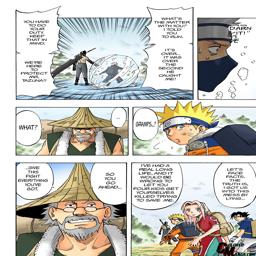 DARN
IT!
WHAT'S
THE
MATTER
WITH
YOU?
I TOLD
YOU
TO RUN.
IT'S
OVER...
IT WAS
OVER
THE
SECOND
HE
CAUGHT
ME!
YOU HAVE
TO DO
YOUR
DUTY.
KEEP
THAT IN
MIND.
WE'RE
HERE TO
PROTECT
MR.
TAZUNA!
WHAT?
LET'S
FACE
FACTS.
THE
TRUTH IS,
I GOT
US INTO
THIS
MESS BY
LYING...
I'VE HAD A
REAL LONG
LIFE, AND
IT WOULD
BE WRONG
TO LET
YOU FOUR
KIDS GET
YOURSELVES
KILLED
TRYING TO
SAVE ME.
SO YOU
GO
AHEAD...
...GIVE
THIS
FIGHT
EVERYTHING
YOU'VE
GOT.